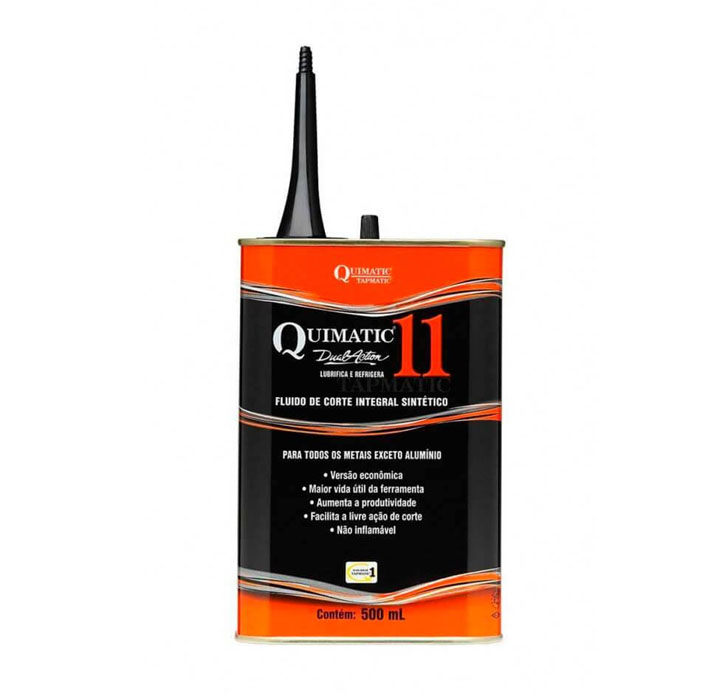 QUIMATIC
TAPMATIC
QUIMATIC® 11
Dual Action
LUBRIFICA E REFRIGERA
TAPMATIC
FLUIDO DE CORTE INTEGRAL SINTÉTICO
PARA TODOS OS METAIS EXCETO ALUMÍNIO
• Versão econômica
• Maior vida útil da ferramenta
• Aumenta a produtividade
• Facilita a livre ação de corte
• Não inflamável
TAPMATIC 1
Contém: 500 mL